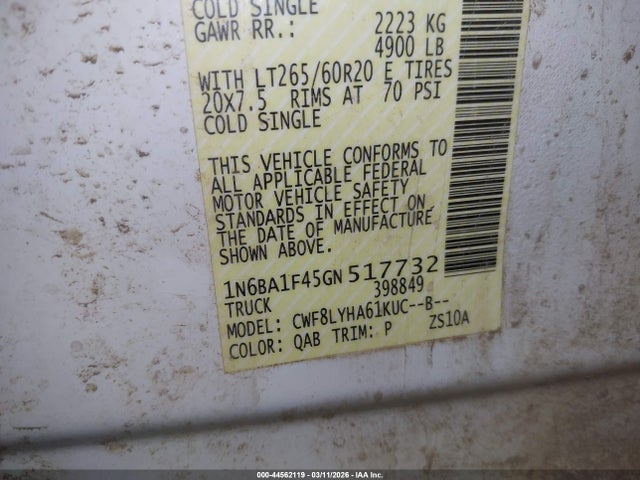 COLD SINGLE
GAWR RR.: 2223 KG
4900 LB
WITH LT265/60R20 E TIRES
20x7.5 RIMS AT 70 PSI
COLD SINGLE
THIS VEHICLE CONFORMS TO
ALL APPLICABLE FEDERAL
MOTOR VEHICLE SAFETY
STANDARDS IN EFFECT ON
THE DATE OF MANUFACTURE
SHOWN ABOVE.
1N6BA1F45GN517732
TRUCK 398849
MODEL: CWF8LYHA61KUC--B--
COLOR: QAB TRIM: P ZS10A
000-44562119 - 03/11/2026 - IAA Inc.